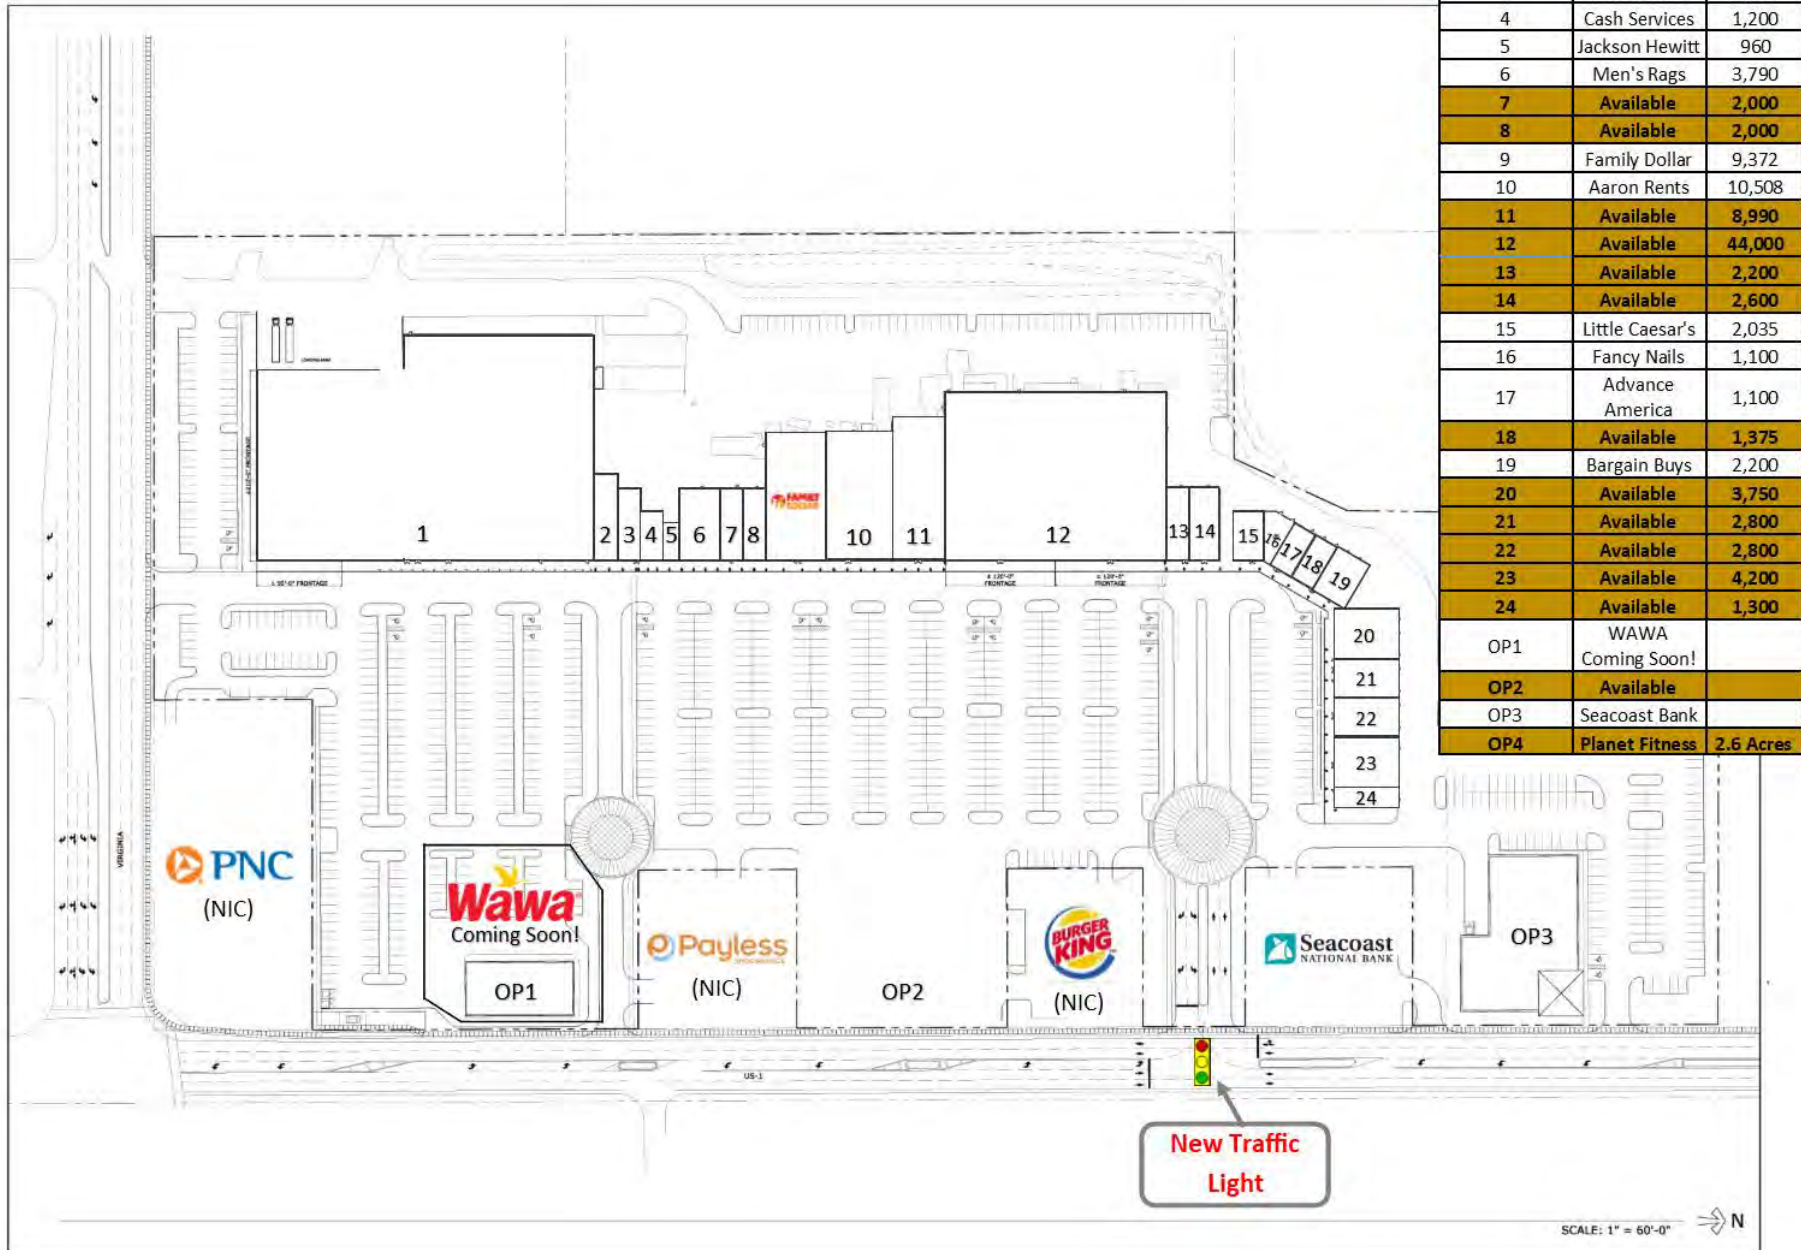 4 Cash Services 1,200
5 Jackson Hewitt 960
6 Men's Rags 3,790
7 Available 2,000
8 Available 2,000
9 Family Dollar 9,372
10 Aaron Rents 10,508
11 Available 8,990
12 Available 44,000
13 Available 2,200
14 Available 2,600
15 Little Caesar's 2,035
16 Fancy Nails 1,100
17 Advance America 1,100
18 Available 1,375
19 Bargain Buys 2,200
20 Available 3,750
21 Available 2,800
22 Available 2,800
23 Available 4,200
24 Available 1,300
OP1 WAWA Coming Soon!
OP2 Available
OP3 Seacoast Bank
OP4 Planet Fitness 2.6 Acres
FAMILY
DOLLAR
1 2 3 4 5 6 7 8 10 11 12 13 14 15 16 17 18 19
FRONTAGE
FRONTAGE
FRONTAGE
20
21
22
23
24
VIRGINIA
PNC
(NIC)
Wawa
Coming Soon!
OP1
Payless
(NIC)
OP2
BURGER
KING
(NIC)
Seacoast
NATIONAL BANK
OP3
US-1
New Traffic
Light
SCALE: 1" = 60'-0"
N